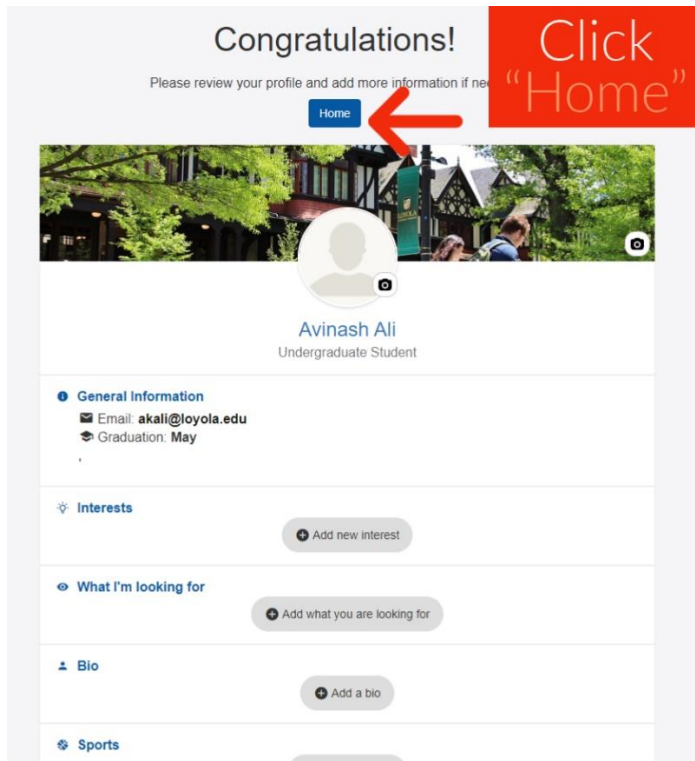 Congratulations!
Click
"Home"
Please review your profile and add more information if nee
Home
LOYOLA
Avinash Ali
Undergraduate Student
General Information
Email: akali@loyola.edu
Graduation: May
,
Interests
Add new interest
What I'm looking for
Add what you are looking for
Bio
Add a bio
Sports